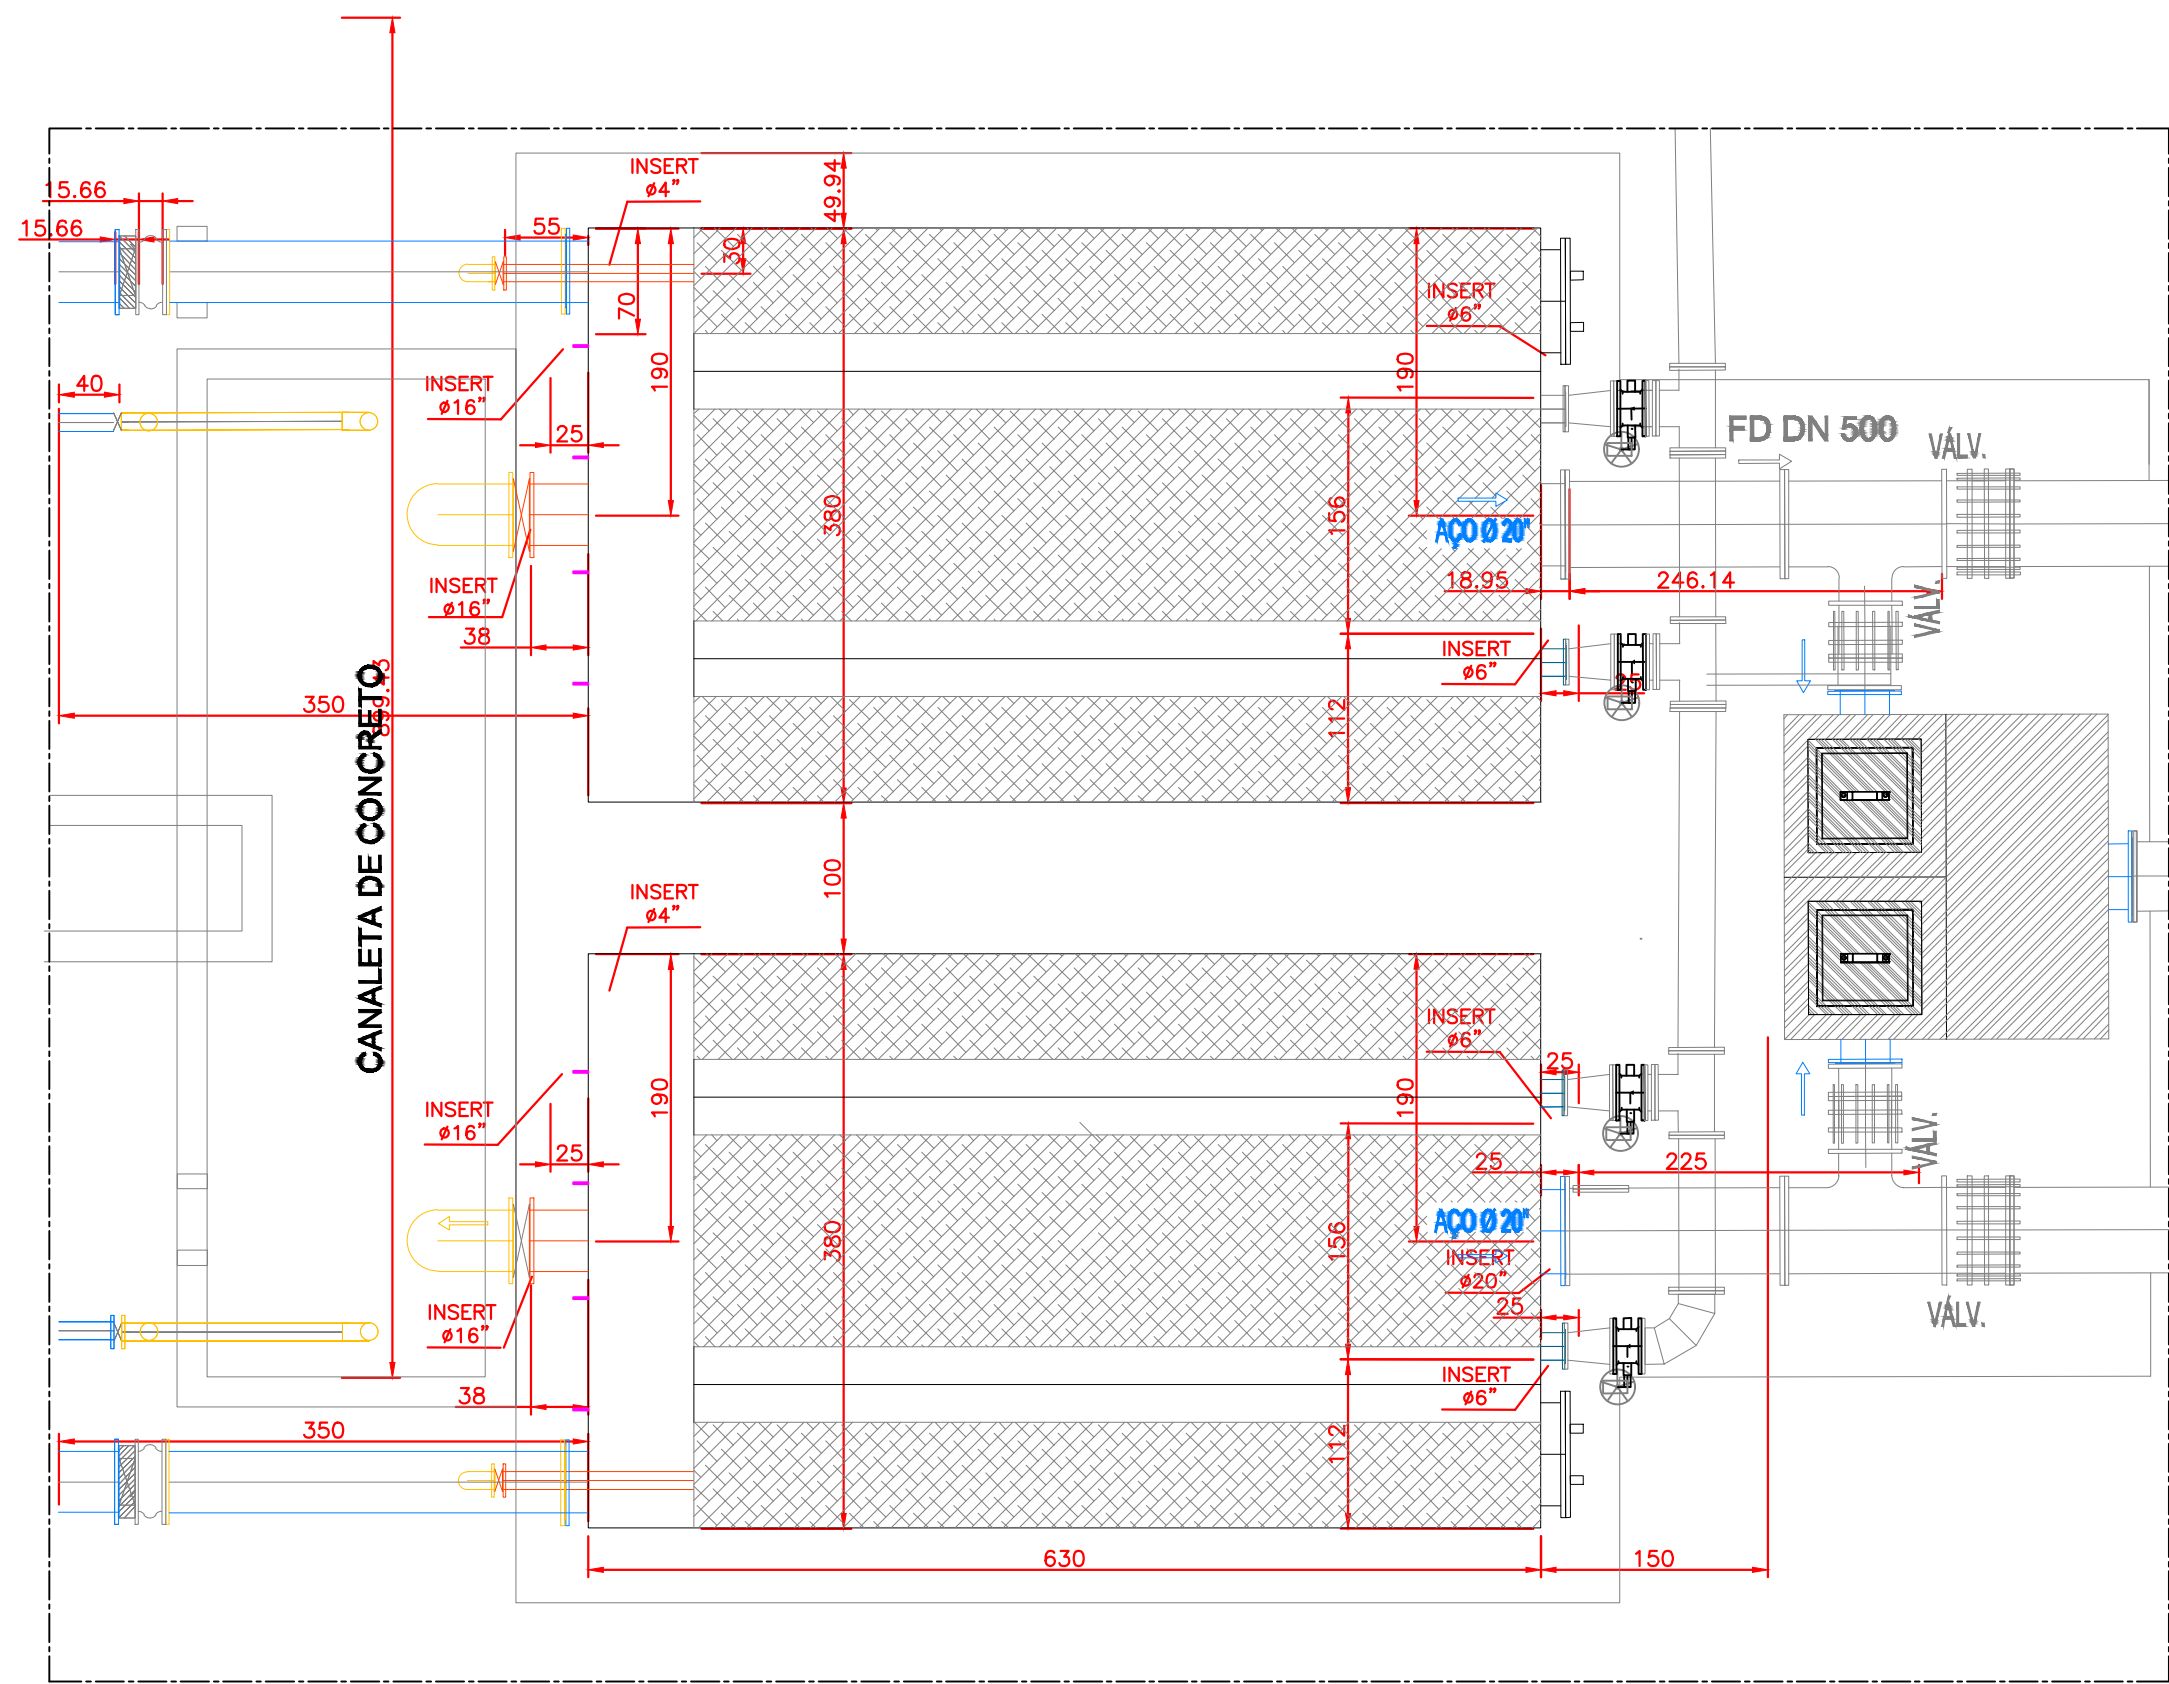 INSERT
ø4"
49.94
15.66
15.66
55
30
70
INSERT
ø6"
190
190
40
INSERT
ø16"
25
FD DN 500
VÁLV.
380
156
AÇO Ø 20"
INSERT
ø16"
18.95
246.14
VÁLV.
38
INSERT
ø6"
350
899.43
CANALETA DE CONCRETO
112
100
INSERT
ø4"
INSERT
ø6"
25
190
190
INSERT
ø16"
25
25
225
VÁLV.
380
156
AÇO Ø 20"
INSERT
ø20"
INSERT
ø16"
25
VÁLV.
38
INSERT
ø6"
350
112
630
150